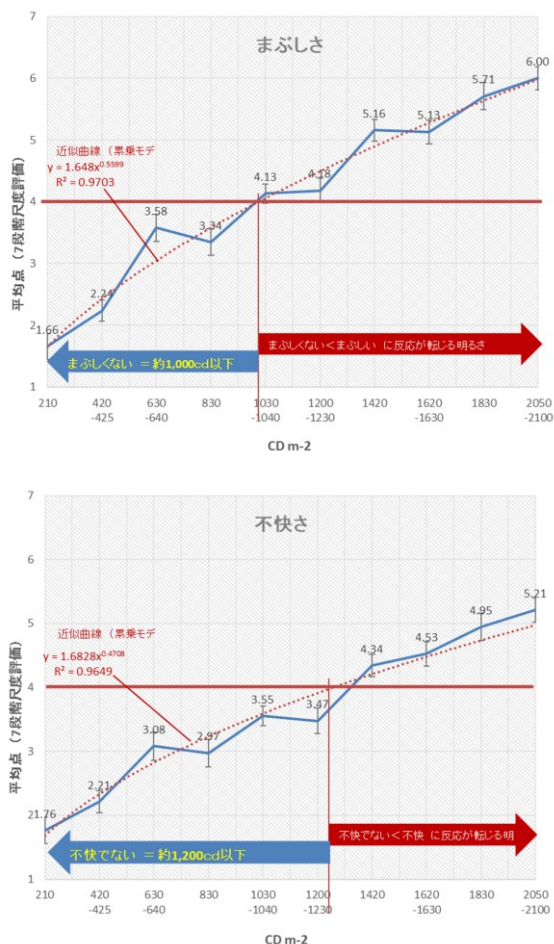 まぶしさ
7
6
5
4
3
2
1
平均点（7段階尺度評価）
近似曲線（累乗モデ
y = 1.648x^0.5599
R² = 0.9703
1.66
2.24
3.58
3.34
4.13
4.18
5.16
5.13
5.71
6.00
まぶしくない ＝約1,000cd以下
まぶしくない＜まぶしい に反応が転じる明るさ
210 420 630 830 1030 1200 1420 1620 1830 2050
-425 -640 -1040 -1230 -1630 -2100
CD m-2
不快さ
7
6
5
4
3
2
1
平均点（7段階尺度評価）
近似曲線（累乗モデ
y = 1.6828x^0.4708
R² = 0.9649
1.76
2.21
3.08
2.97
3.55
3.47
4.34
4.53
4.95
5.21
不快でない ＝約1,200cd以下
不快でない＜不快 に反応が転じる明
210 420 630 830 1030 1200 1420 1620 1830 2050
-425 -640 -1040 -1230 -1630 -2100
CD m-2